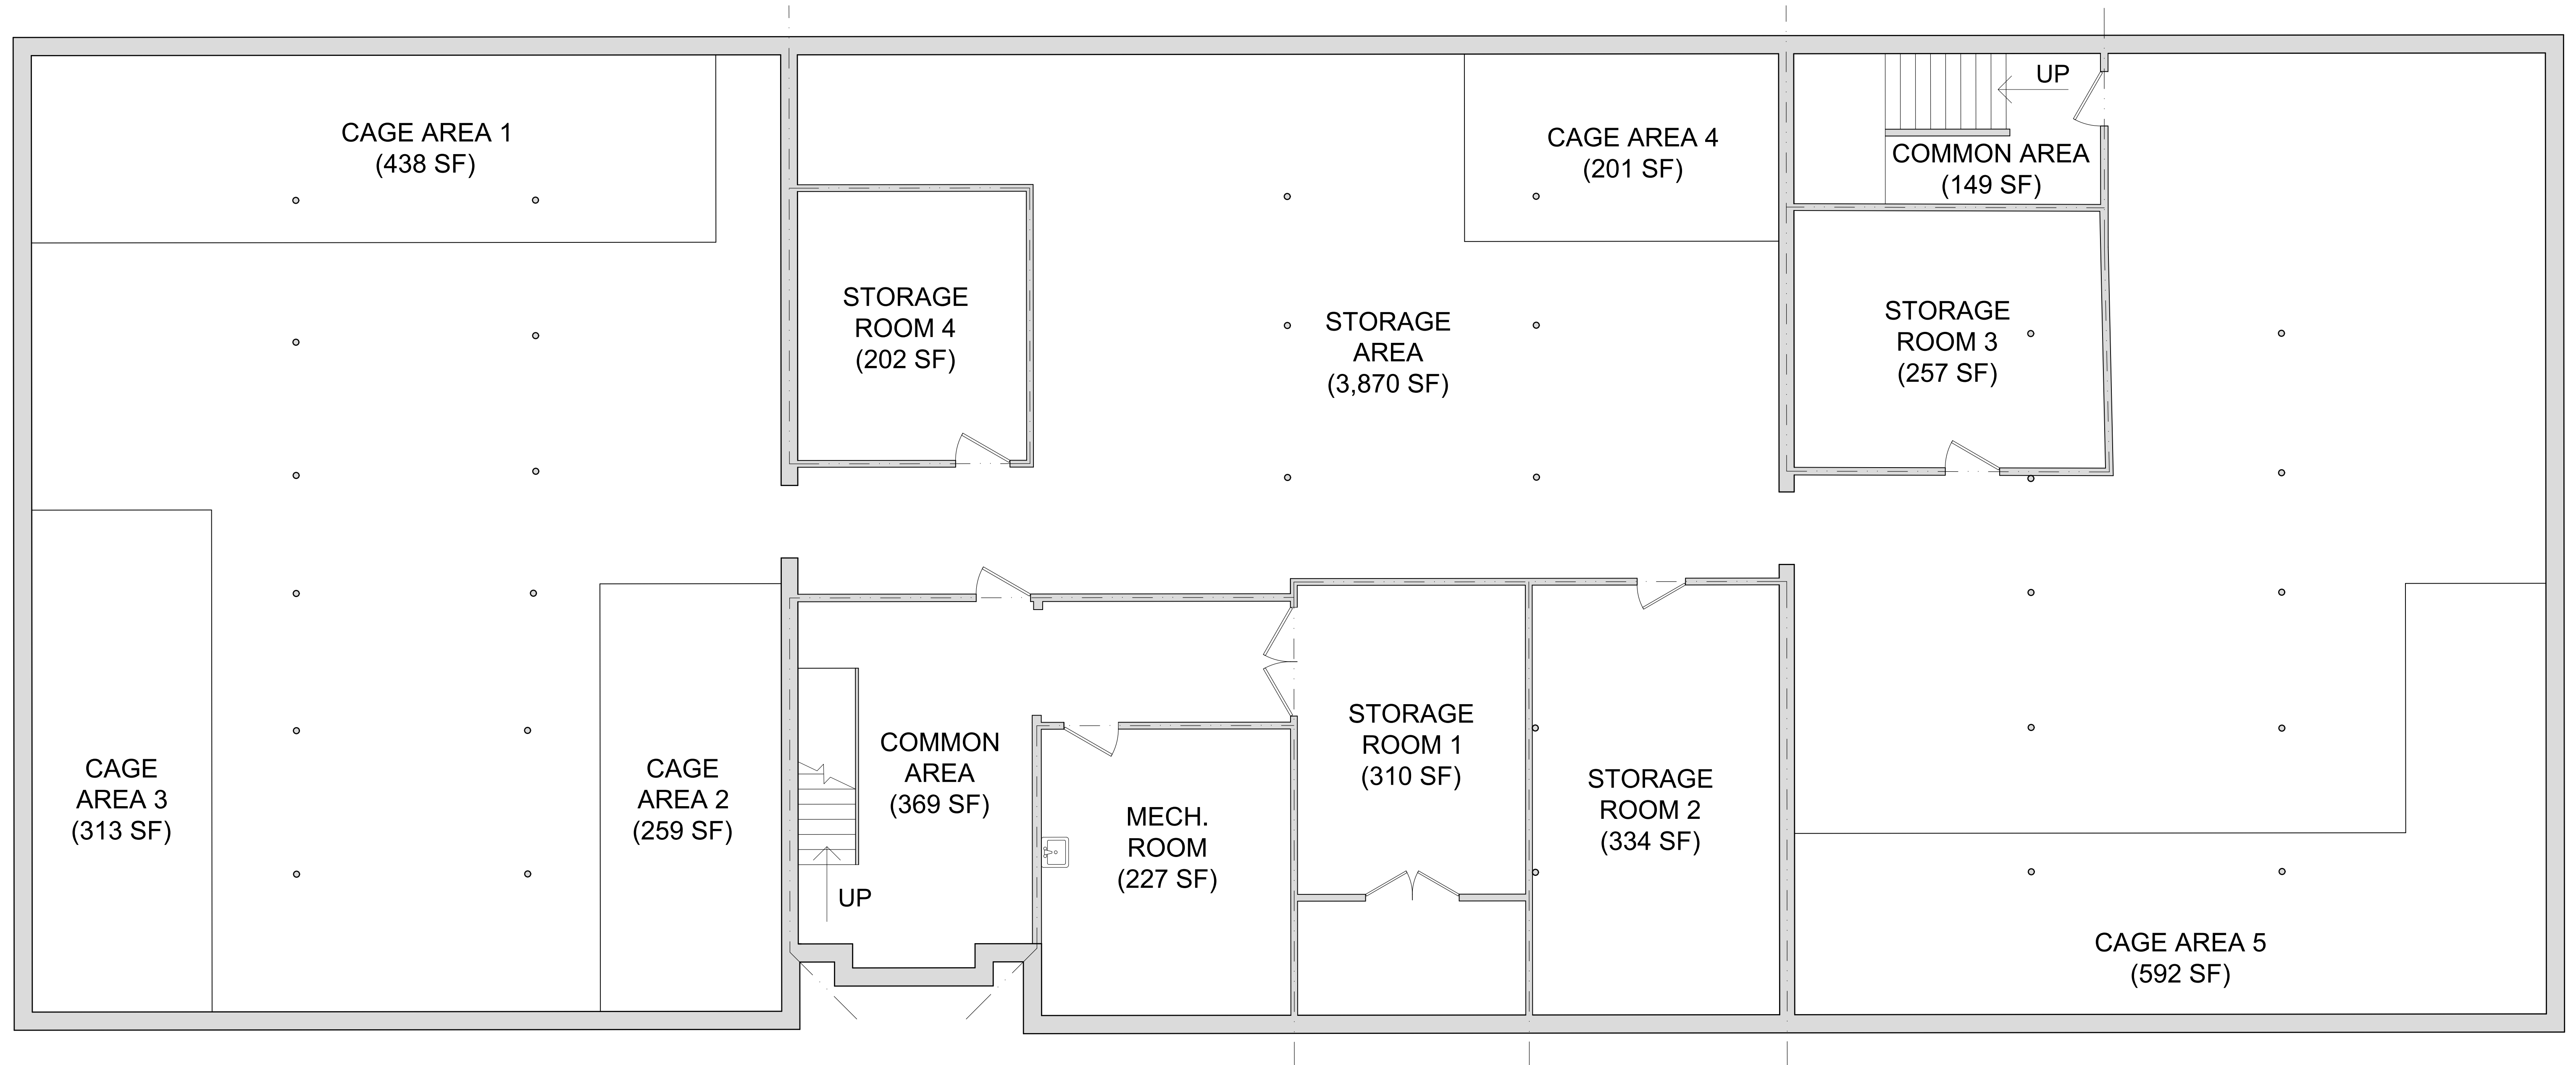 CAGE AREA 1
(438 SF)
CAGE AREA 4
(201 SF)
UP
COMMON AREA
(149 SF)
STORAGE
ROOM 4
(202 SF)
STORAGE
AREA
(3,870 SF)
STORAGE
ROOM 3
(257 SF)
CAGE
AREA 3
(313 SF)
CAGE
AREA 2
(259 SF)
COMMON
AREA
(369 SF)
UP
MECH.
ROOM
(227 SF)
STORAGE
ROOM 1
(310 SF)
STORAGE
ROOM 2
(334 SF)
CAGE AREA 5
(592 SF)